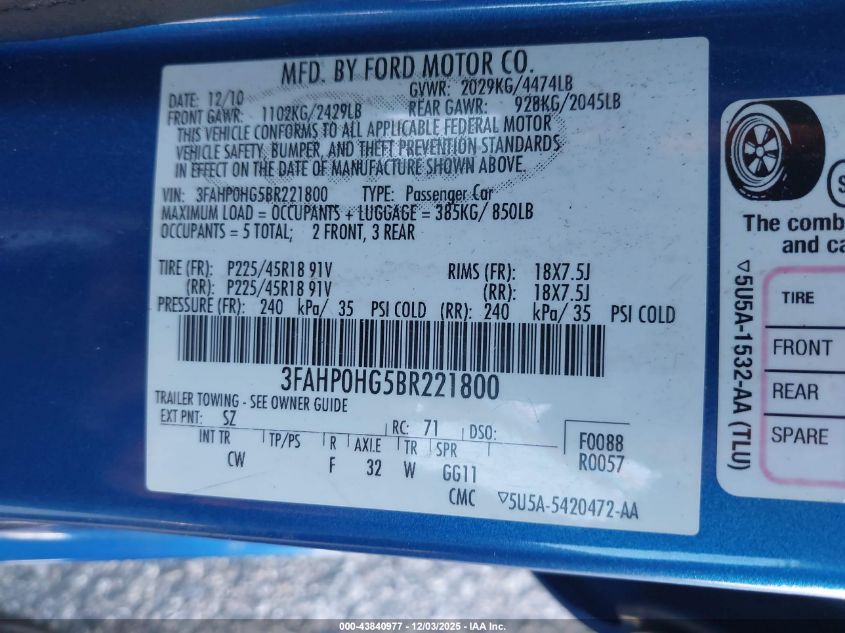 MFD. BY FORD MOTOR CO.
DATE: 12/10
GVWR: 2029KG/4474LB
FRONT GAWR: 1102KG/2429LB
REAR GAWR: 928KG/2045LB
THIS VEHICLE CONFORMS TO ALL APPLICABLE FEDERAL MOTOR
VEHICLE SAFETY, BUMPER, AND THEFT PREVENTION STANDARDS
IN EFFECT ON THE DATE OF MANUFACTURE SHOWN ABOVE.
VIN: 3FAHP0HG5BR221800 TYPE: Passenger Car
MAXIMUM LOAD = OCCUPANTS + LUGGAGE = 385KG/850LB
OCCUPANTS = 5 TOTAL; 2 FRONT, 3 REAR
TIRE (FR): P225/45R18 91V RIMS (FR): 18X7.5J
(RR): P225/45R18 91V (RR): 18X7.5J
PRESSURE (FR): 240 kPa/ 35 PSI COLD (RR): 240 kPa/ 35 PSI COLD
3FAHP0HG5BR221800
TRAILER TOWING - SEE OWNER GUIDE
EXT PNT: SZ RC: 71 DSO: F0088
INT TR TP/PS R AXLE TR SPR R0057
CW F 32 W GG11
CMC ▽5U5A-5420472-AA
The comb
and ca
TIRE
FRONT
REAR
SPARE
▽5U5A-1532-AA (TLU)
000-43840977 - 12/03/2025 - IAA Inc.